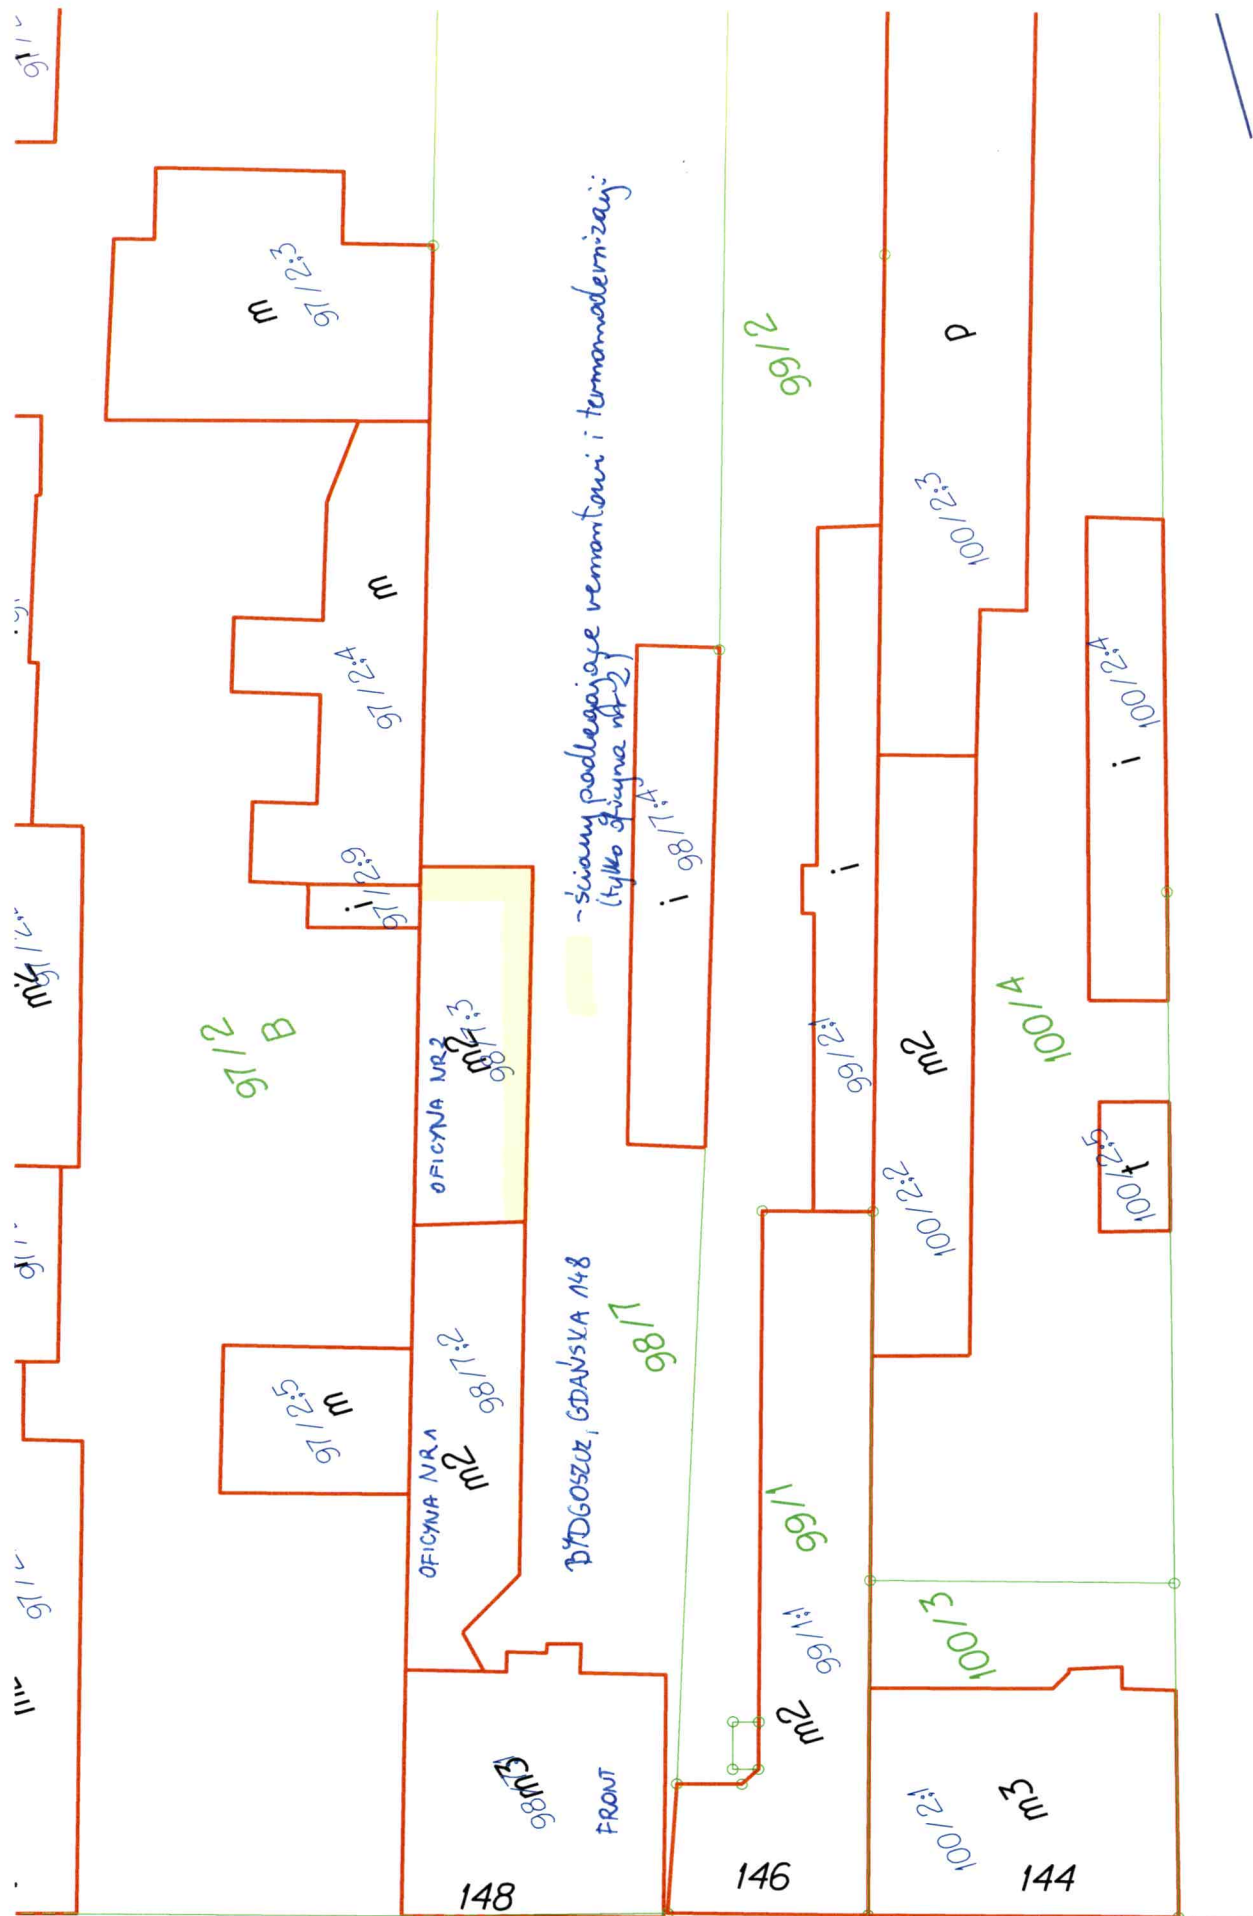 97/2:3
m
m
97/2:4
97/2:9
i
97/2
B
97/2:5
m
OFICYNA NR2
m2
98/7:3
OFICYNA NR1
m2
98/7:2
- ściany podlegające remontowi i termomodernizacji
(tylko oficyna nr 2)
98/7:4
i
BYDGOSZCZ, GDAŃSKA 148
98/7
m3
FRONT
148
99/2
i
99/2:1
99/1
99/1:1
m2
146
p
100/2:3
m2
100/2:2
100/4
100/2:4
i
100/2:5
t
100/3
100/2:1
m3
144